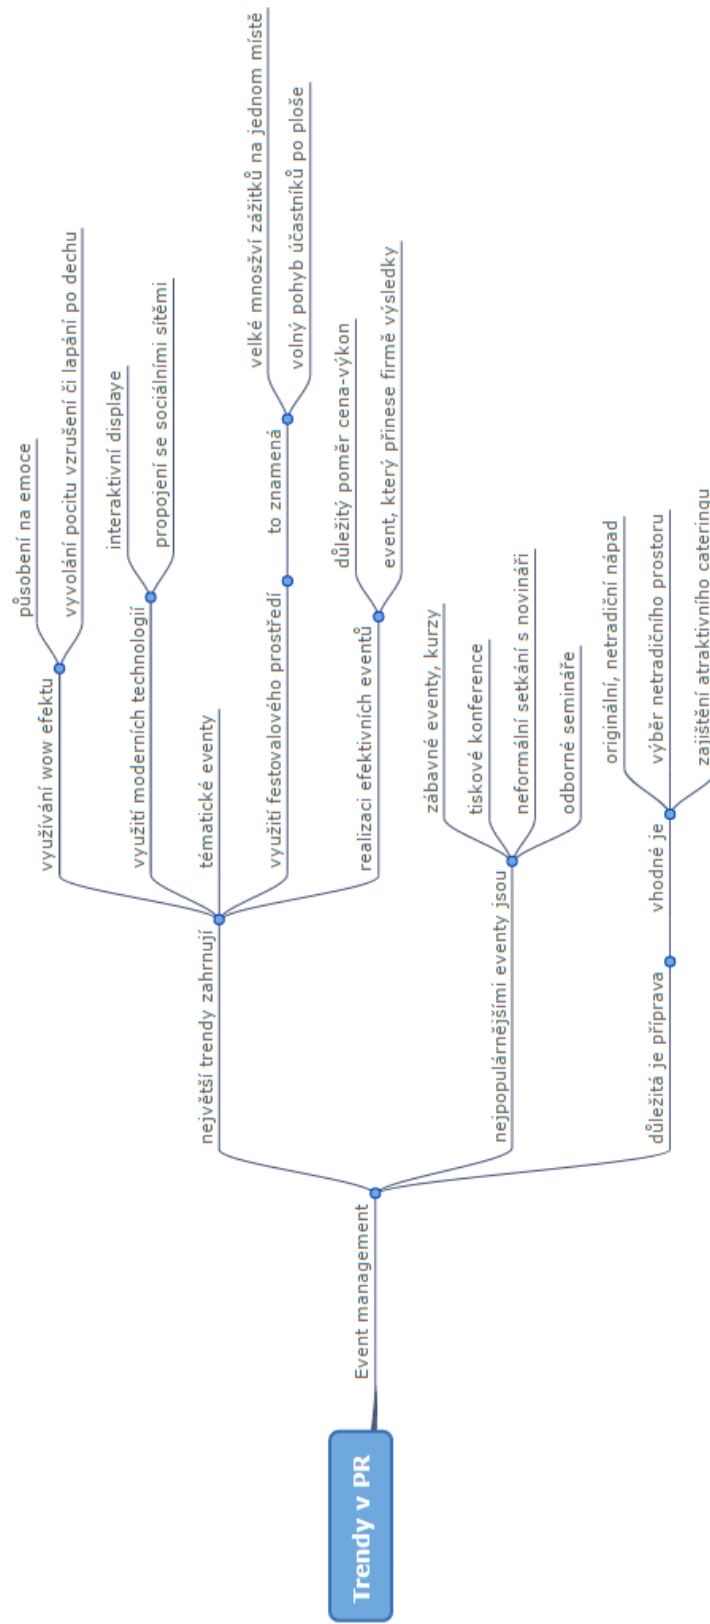 Trendy v PR
Event management
největší trendy zahrnují
využívání wow efektu
působení na emoce
vyvolání pocitu vzrušení či lapání po dechu
využití moderních technologií
interaktivní displaye
propojení se sociálními sítěmi
tématické eventy
využití festovalového prostředí
to znamená
velké mnosžví zážitků na jednom místě
volný pohyb účastníků po ploše
realizaci efektivních eventů
důležitý poměr cena-výkon
event, který přinese firmě výsledky
nejpopulárnějšími eventy jsou
zábavné eventy, kurzy
tiskové konference
neformální setkání s novináři
odborné semináře
důležitá je příprava
vhodné je
originální, netradiční nápad
výběr netradičního prostoru
zajištění atraktivního cateringu